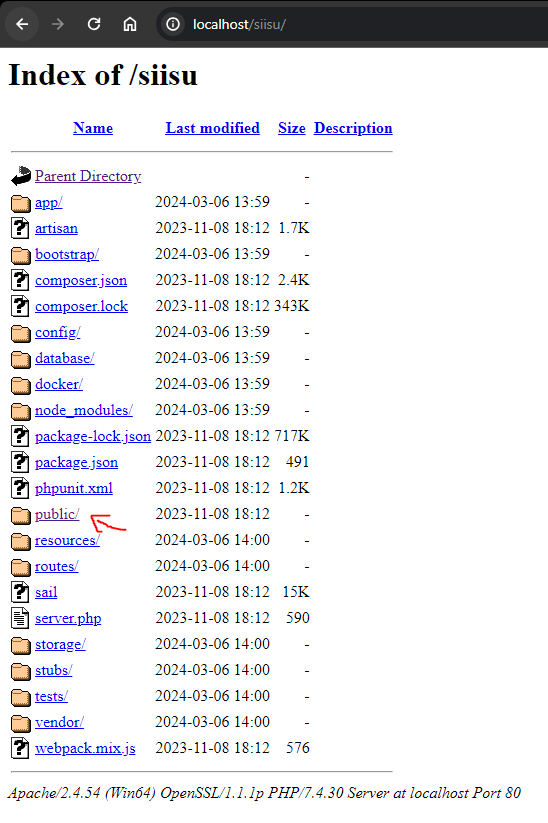 localhost/siisu/
Index of /siisu
Name Last modified Size Description
Parent Directory -
app/ 2024-03-06 13:59 -
artisan 2023-11-08 18:12 1.7K
bootstrap/ 2024-03-06 13:59 -
composer.json 2023-11-08 18:12 2.4K
composer.lock 2023-11-08 18:12 343K
config/ 2024-03-06 13:59 -
database/ 2024-03-06 13:59 -
docker/ 2024-03-06 13:59 -
node_modules/ 2024-03-06 13:59 -
package-lock.json 2023-11-08 18:12 717K
package.json 2023-11-08 18:12 491
phpunit.xml 2023-11-08 18:12 1.2K
public/ 2023-11-08 18:12 -
resources/ 2024-03-06 14:00 -
routes/ 2024-03-06 14:00 -
sail 2023-11-08 18:12 15K
server.php 2023-11-08 18:12 590
storage/ 2024-03-06 14:00 -
stubs/ 2024-03-06 14:00 -
tests/ 2024-03-06 14:00 -
vendor/ 2024-03-06 14:00 -
webpack.mix.js 2023-11-08 18:12 576
Apache/2.4.54 (Win64) OpenSSL/1.1.1p PHP/7.4.30 Server at localhost Port 80